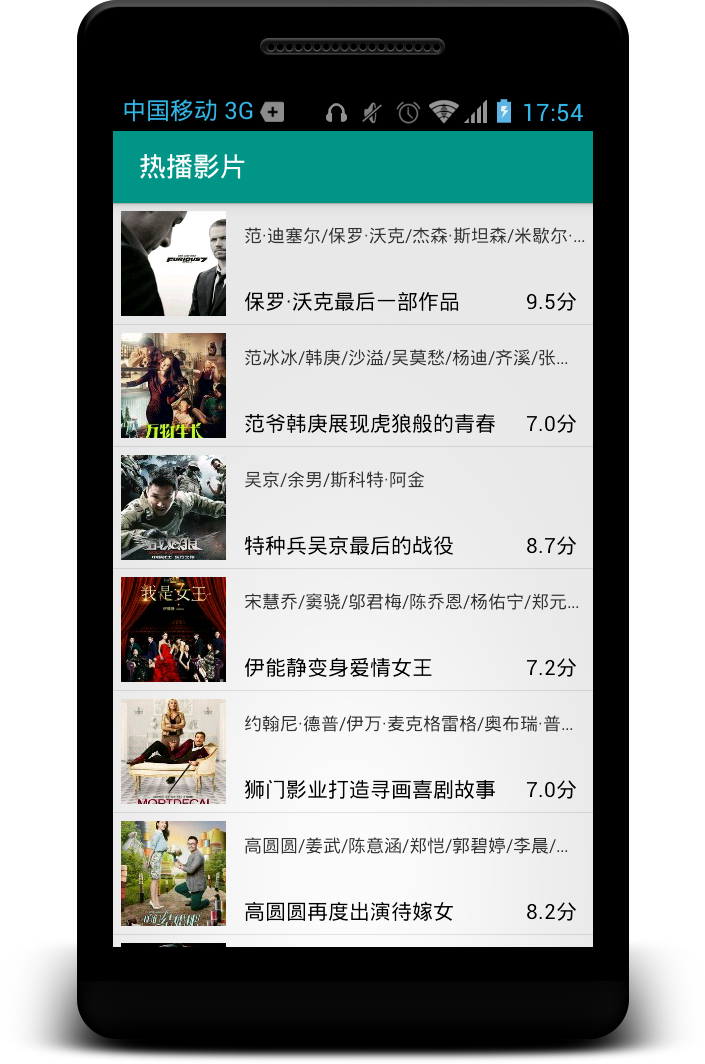 中国移动 3G
17:54
热播影片
FURIOUS7
范·迪塞尔/保罗·沃克/杰森·斯坦森/米歇尔·...
保罗·沃克最后一部作品
9.5分
范冰冰/韩庚/沙溢/吴莫愁/杨迪/齐溪/张...
万物生长
范爷韩庚展现虎狼般的青春
7.0分
吴京/余男/斯科特·阿金
战狼
特种兵吴京最后的战役
8.7分
我是女王
宋慧乔/窦骁/邬君梅/陈乔恩/杨佑宁/郑元...
伊能静变身爱情女王
7.2分
约翰尼·德普/伊万·麦克格雷格/奥布瑞·普...
MORTDECAI
狮门影业打造寻画喜剧故事
7.0分
高圆圆/姜武/陈意涵/郑恺/郭碧婷/李晨/...
高圆圆再度出演待嫁女
8.2分